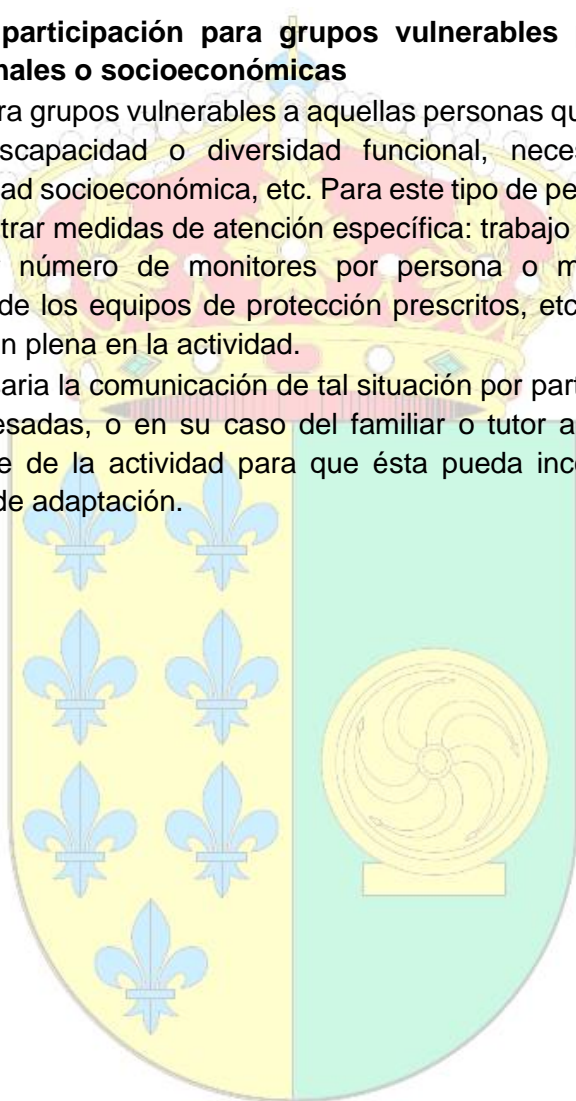 participación para grupos vulnerables
nales o socioeconómicas
ra grupos vulnerables a aquellas personas qu
scapacidad o diversidad funcional, neces
ad socioeconómica, etc. Para este tipo de pe
trar medidas de atención específica: trabajo
número de monitores por persona o m
de los equipos de protección prescritos, etc
n plena en la actividad.
saria la comunicación de tal situación por part
esadas, o en su caso del familiar o tutor a
e de la actividad para que ésta pueda inco
de adaptación.